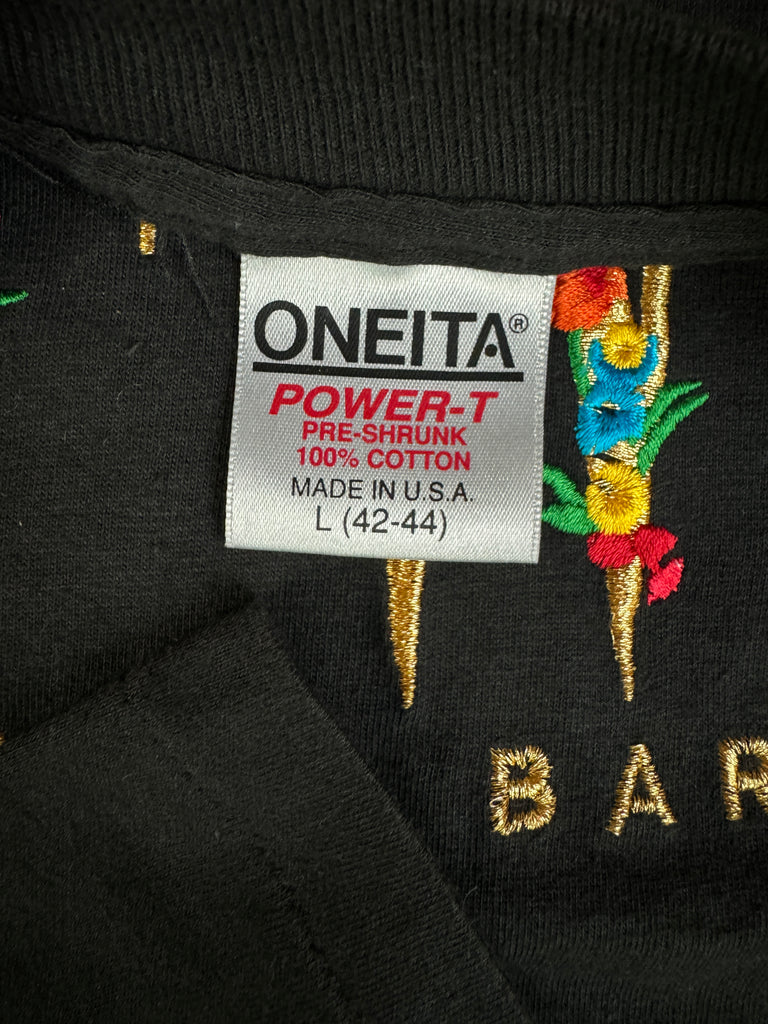 ONEITA®
POWER-T
PRE-SHRUNK
100% COTTON
MADE IN U.S.A.
L (42-44)
BAR